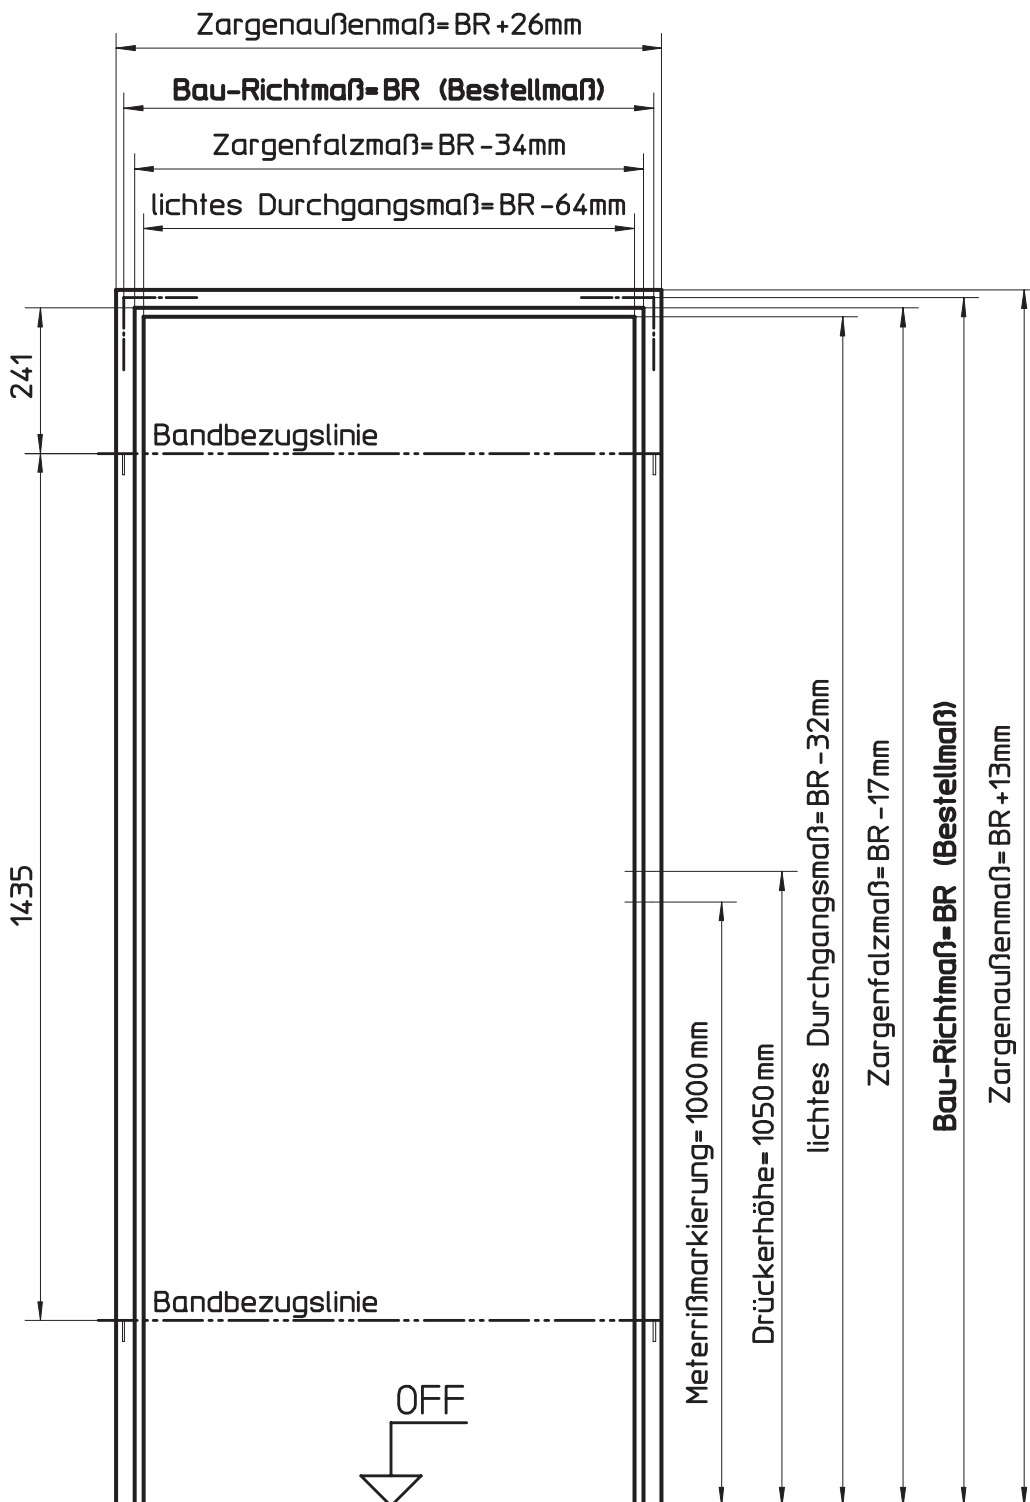 Zargenaußenmaß=BR+26mm
Bau-Richtmaß=BR (Bestellmaß)
Zargenfalzmaß=BR-34mm
lichtes Durchgangsmaß=BR-64mm
241
Bandbezugslinie
1435
Bandbezugslinie
OFF
Meterrißmarkierung=1000mm
Drückerhöhe=1050mm
lichtes Durchgangsmaß=BR-32mm
Zargenfalzmaß=BR-17mm
Bau-Richtmaß=BR (Bestellmaß)
Zargenaußenmaß=BR+13mm